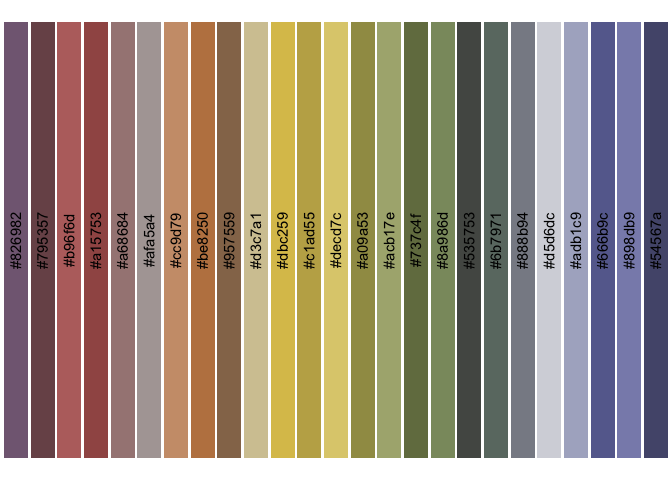 #826982
#795357
#b96f6d
#a15753
#a68684
#afa5a4
#cc9d79
#be8250
#957559
#d3c7a1
#dbc259
#c1ad55
#decd7c
#a09a53
#acb17e
#737c4f
#8a986d
#535753
#6b7971
#888b94
#d5d6dc
#adb1c9
#666b9c
#898db9
#54567a